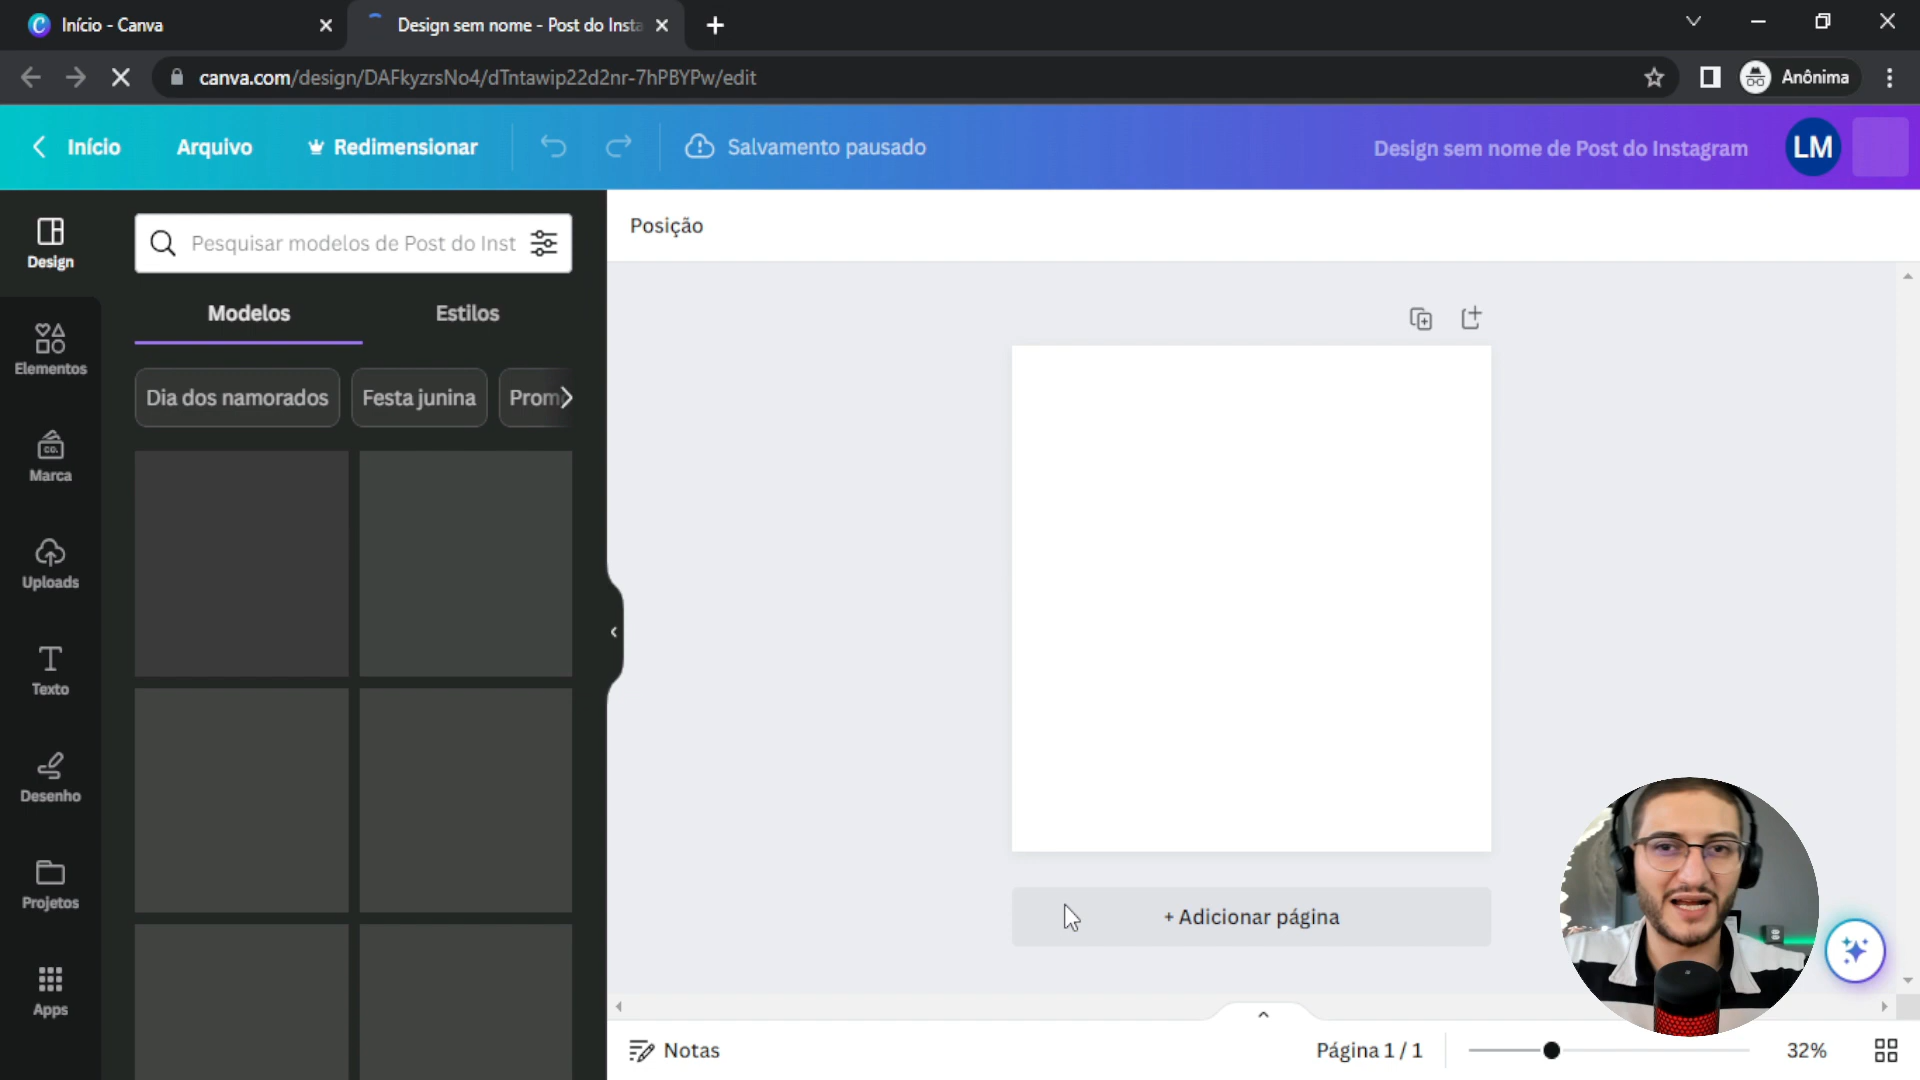 Início - Canva
Design sem nome - Post do Insta
canva.com/design/DAFkyzrsNo4/dTntawip22d2nr-7hPBYPw/edit
Anônima
Início
Arquivo
Redimensionar
Salvamento pausado
Design sem nome de Post do Instagram
LM
Design
Pesquisar modelos de Post do Inst
Posição
Modelos
Estilos
Elementos
Dia dos namorados
Festa junina
Prom
CO.
Marca
Uploads
Texto
Desenho
Projetos
+ Adicionar página
Apps
Notas
Página 1 / 1
32%